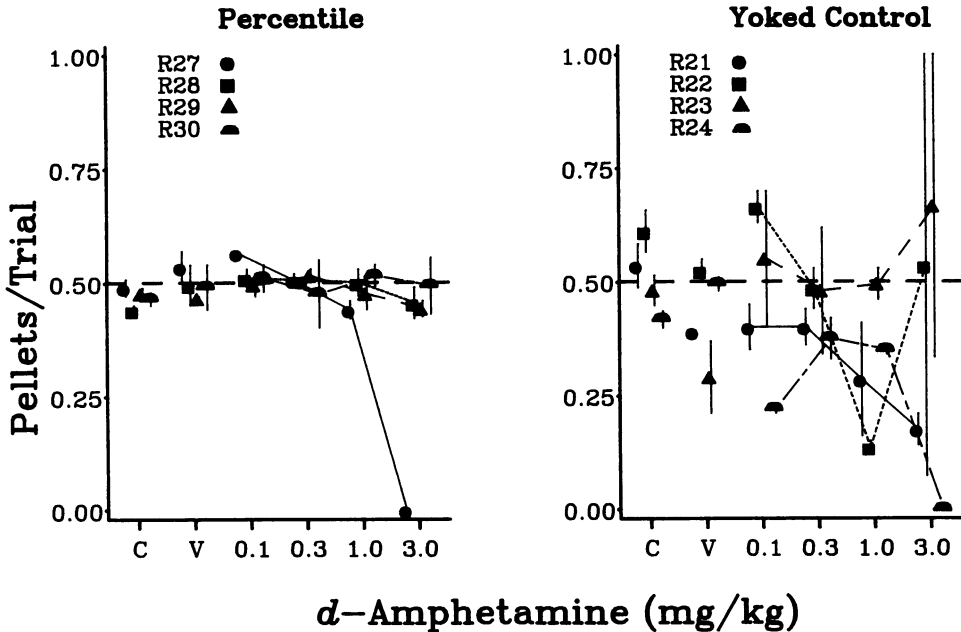 Percentile
R27
R28
R29
R30
1.00
0.75
0.50
0.25
0.00
C V 0.1 0.3 1.0 3.0
Pellets/Trial
Yoked Control
R21
R22
R23
R24
1.00
0.75
0.50
0.25
0.00
C V 0.1 0.3 1.0 3.0
d-Amphetamine (mg/kg)